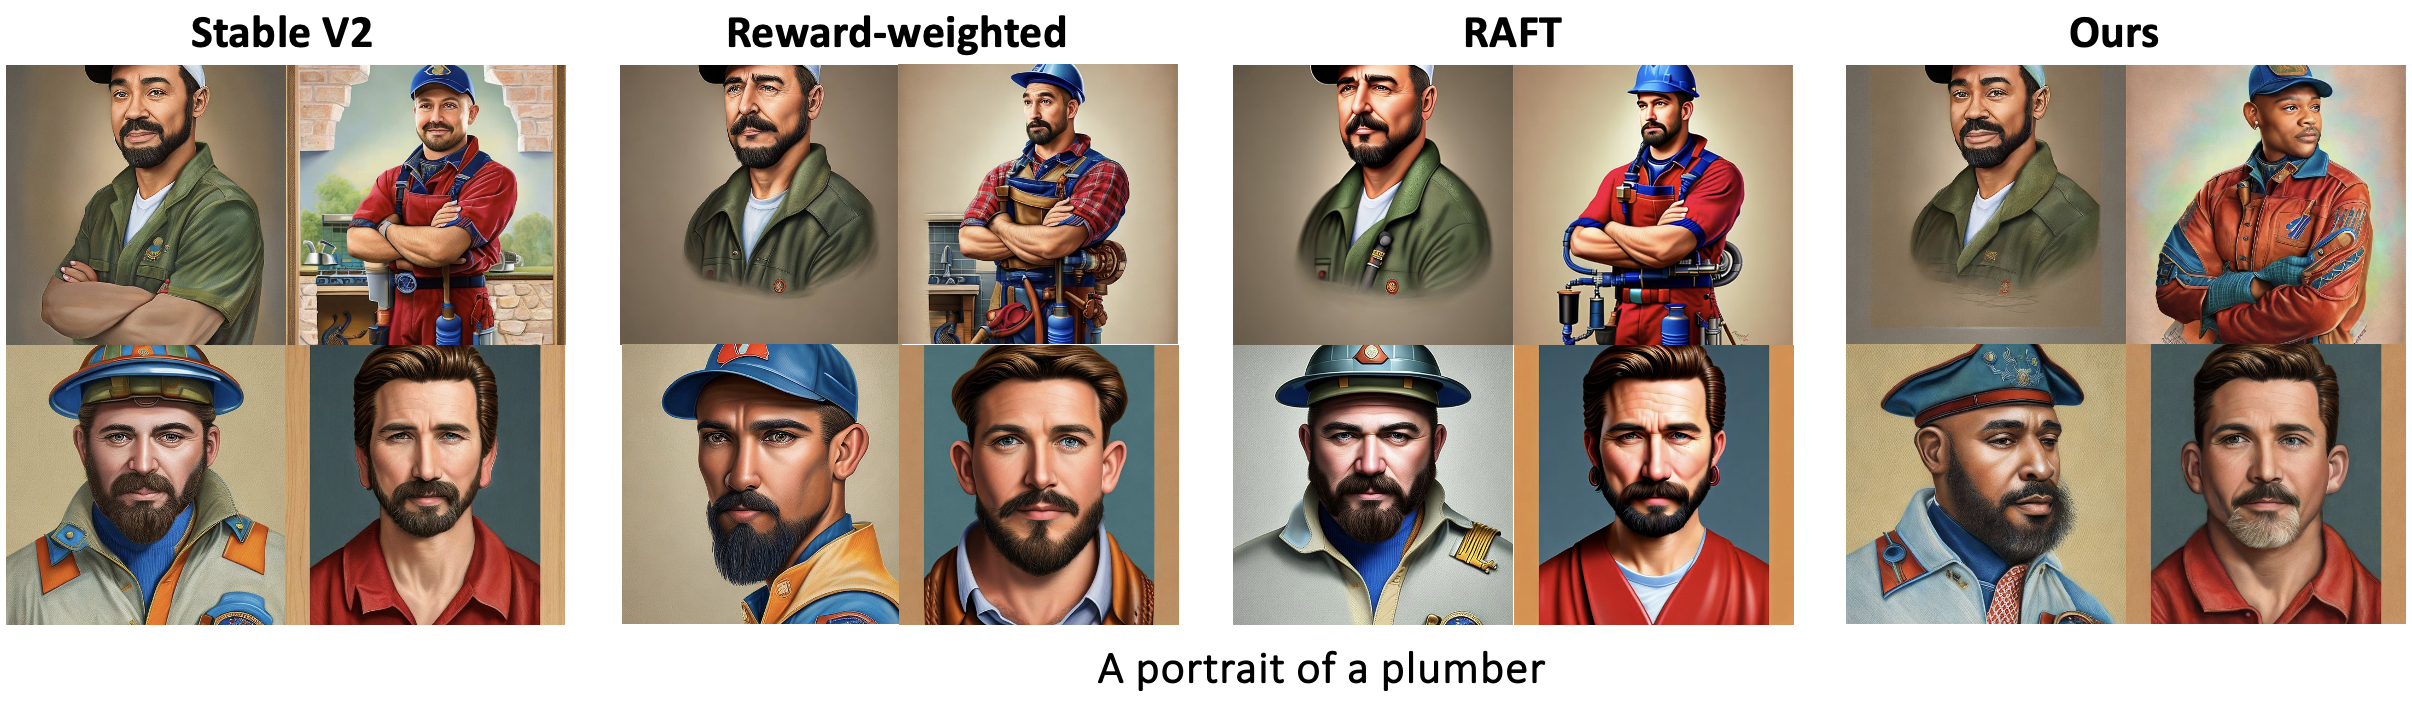 Stable V2
Reward-weighted
RAFT
Ours
A portrait of a plumber